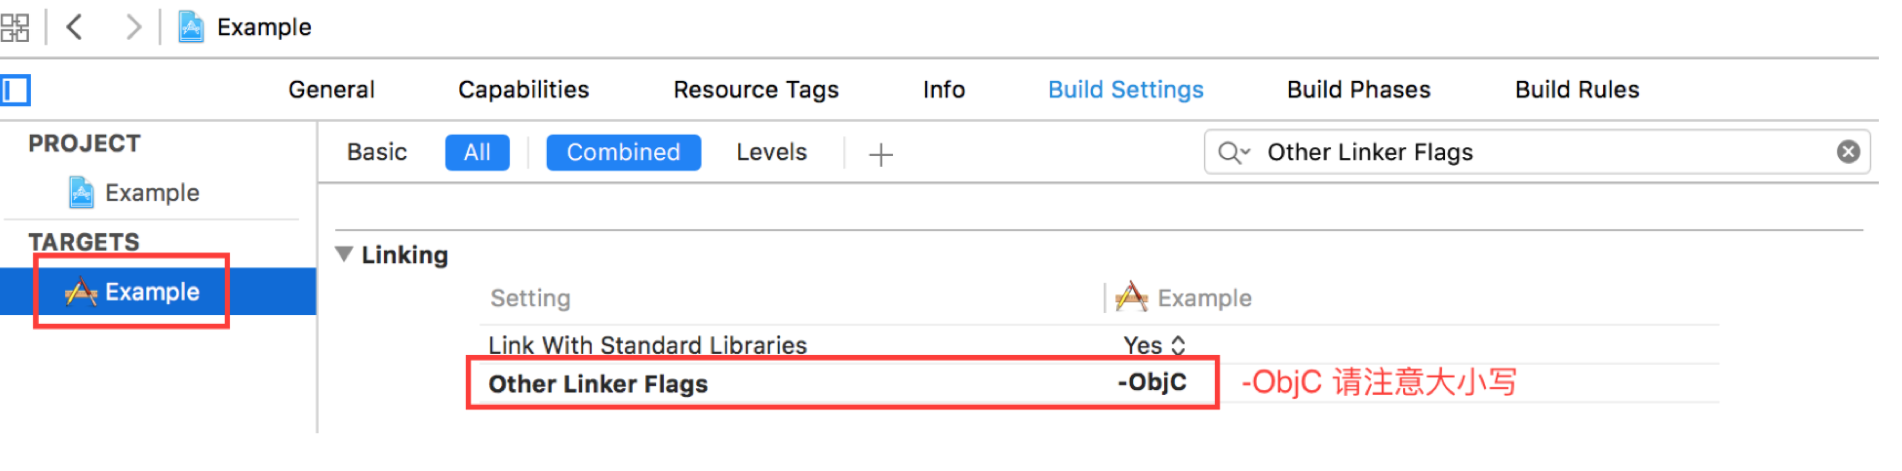 Example
General Capabilities Resource Tags Info Build Settings Build Phases Build Rules
PROJECT
Example
TARGETS
Example
Basic All Combined Levels Other Linker Flags
Linking
Setting Example
Link With Standard Libraries Yes
Other Linker Flags -ObjC -ObjC 请注意大小写